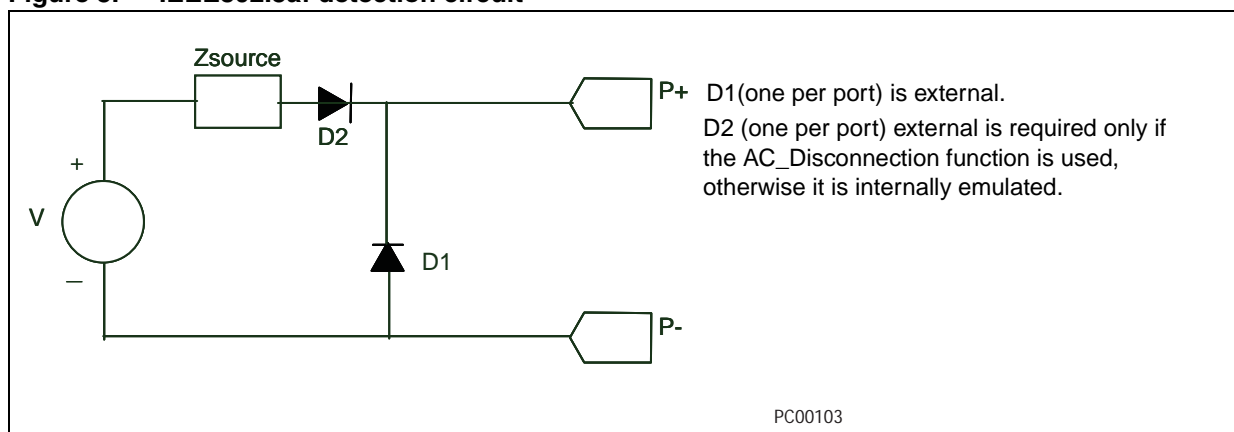 Zsource
D2
P+
D1(one per port) is external.
D2 (one per port) external is required only if
the AC_Disconnection function is used,
otherwise it is internally emulated.
+
V
–
D1
P-
PC00103